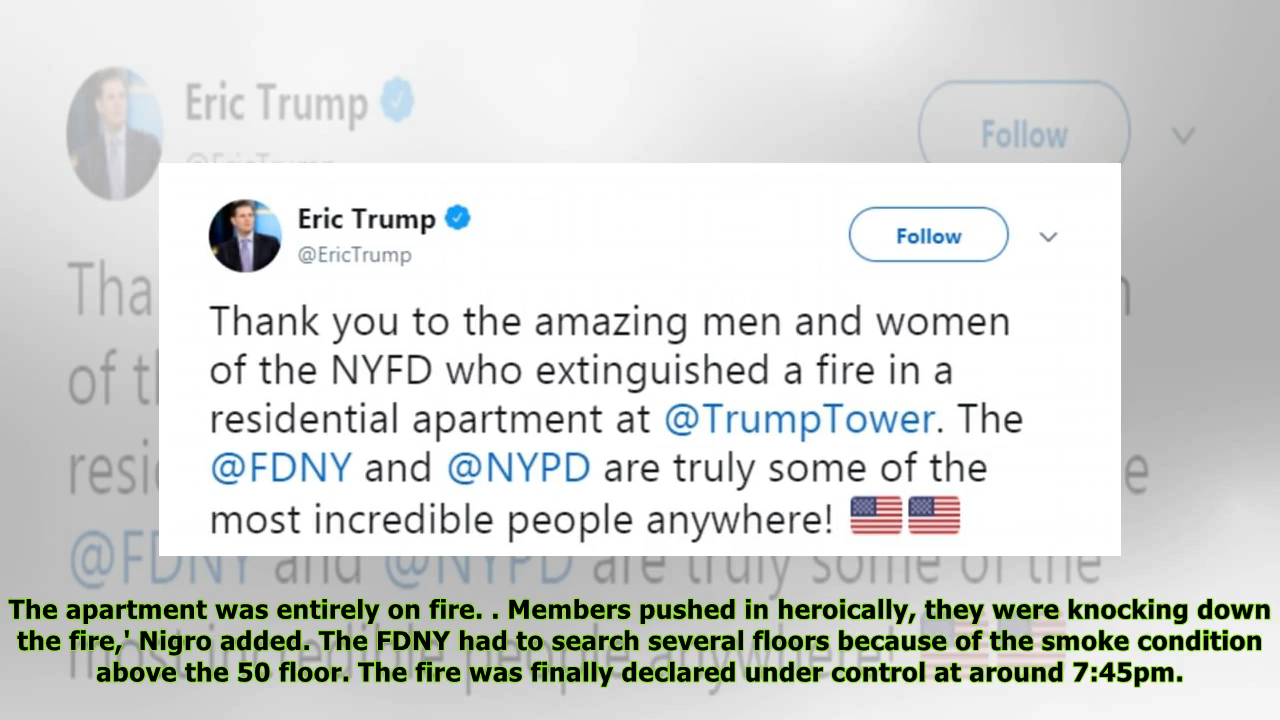 Eric Trump
Follow
Eric Trump
@EricTrump
Follow
Thank you to the amazing men and women
of the NYFD who extinguished a fire in a
residential apartment at @TrumpTower. The
@FDNY and @NYPD are truly some of the
most incredible people anywhere! 🇺🇸🇺🇸
The apartment was entirely on fire. . Members pushed in heroically, they were knocking down
the fire,' Nigro added. The FDNY had to search several floors because of the smoke condition
above the 50 floor. The fire was finally declared under control at around 7:45pm.